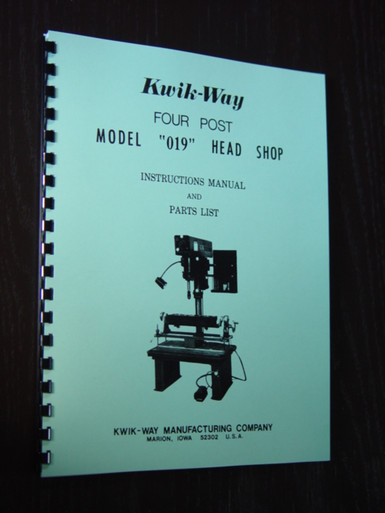 Kwik-Way
FOUR POST
MODEL "019" HEAD SHOP
INSTRUCTIONS MANUAL
AND
PARTS LIST
KWIK-WAY MANUFACTURING COMPANY
MARION, IOWA 52302 U.S.A.